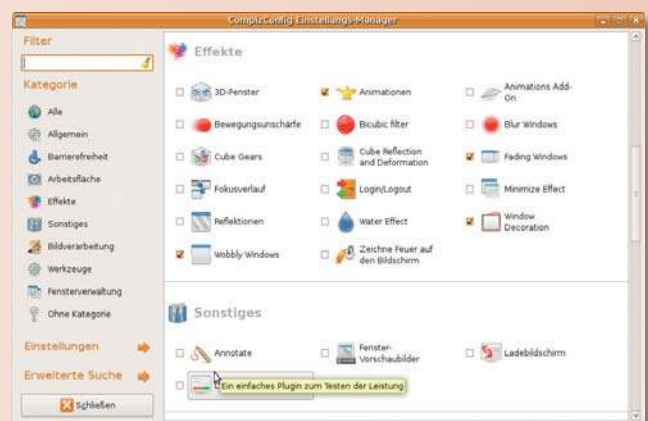 CompizConfig Einstellungs-Manager
Filter
Kategorie
Alle
Allgemein
Barrierefreiheit
Arbeitsfläche
Effekte
Sonstiges
Bildverarbeitung
Werkzeuge
Fensterverwaltung
Ohne Kategorie
Einstellungen
Erweiterte Suche
Schließen
Effekte
3D-Fenster
Animationen
Animations Add-
On
Bewegungsunschärfe
Bicubic filter
Blur Windows
Cube Gears
Cube Reflection
and Deformation
Fading Windows
Fokusverlauf
Login/Logout
Minimize Effect
Reflektionen
Water Effect
Window
Decoration
Wobbly Windows
Zeichne Feuer auf
den Bildschirm
Sonstiges
Annotate
Fenster-
Vorschaubilder
Ladebildschirm
Ein einfaches Plugin zum Testen der Leistung